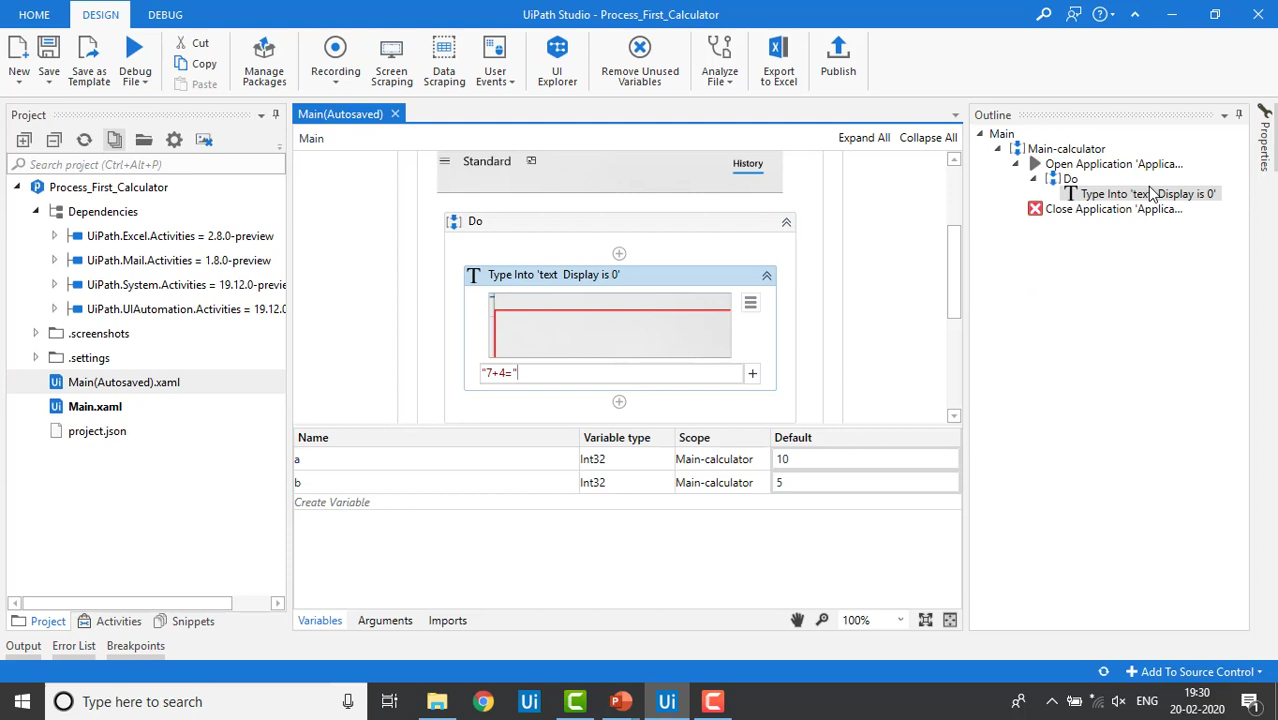 HOME DESIGN DEBUG UiPath Studio - Process_First_Calculator
New Save Save as Template Debug File Cut Copy Paste Manage Packages Recording Screen Scraping Data Scraping User Events UI Explorer Remove Unused Variables Analyze File Export to Excel Publish
Project
Search project (Ctrl+Alt+P)
Process_First_Calculator
Dependencies
UiPath.Excel.Activities = 2.8.0-preview
UiPath.Mail.Activities = 1.8.0-preview
UiPath.System.Activities = 19.12.0-preview
UiPath.UIAutomation.Activities = 19.12.0
.screenshots
.settings
Main(Autosaved).xaml
Main.xaml
project.json
Project Activities Snippets
Main(Autosaved)
Main Expand All Collapse All
Standard History
Do
Type Into 'text Display is 0'
"7+4="
Name Variable type Scope Default
a Int32 Main-calculator 10
b Int32 Main-calculator 5
Create Variable
Variables Arguments Imports 100%
Outline
Main
Main-calculator
Open Application 'Applica...
Do
Type Into 'text Display is 0'
Close Application 'Applica...
Properties
Output Error List Breakpoints
Add To Source Control
Type here to search
ENG
19:30
20-02-2020
1